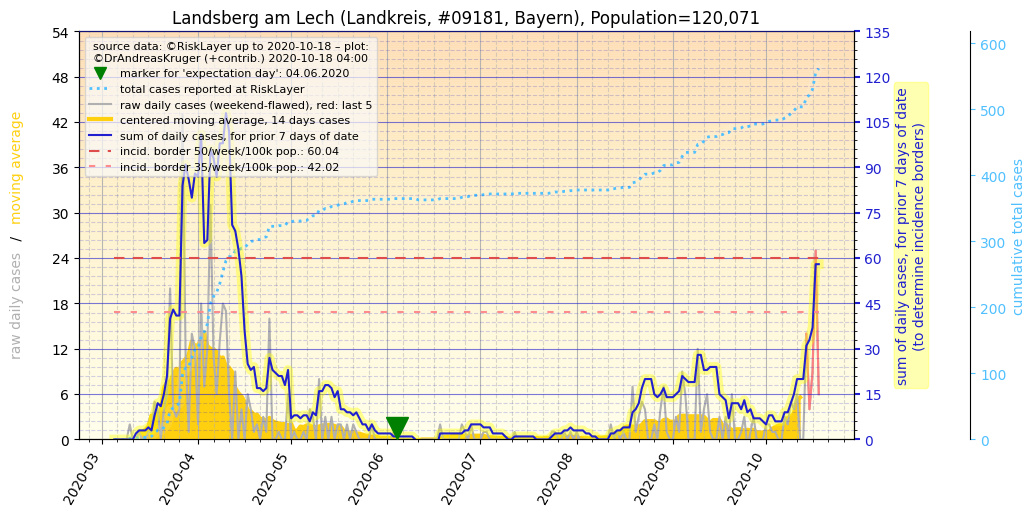 Landsberg am Lech (Landkreis, #09181, Bayern), Population=120,071
source data: ©RiskLayer up to 2020-10-18 – plot:
©DrAndreasKruger (+contrib.) 2020-10-18 04:00
marker for 'expectation day': 04.06.2020
total cases reported at RiskLayer
raw daily cases (weekend-flawed), red: last 5
centered moving average, 14 days cases
sum of daily cases, for prior 7 days of date
incid. border 50/week/100k pop.: 60.04
incid. border 35/week/100k pop.: 42.02
raw daily cases / moving average
54
48
42
36
30
24
18
12
6
0
2020-03
2020-04
2020-05
2020-06
2020-07
2020-08
2020-09
2020-10
135
120
105
90
75
60
45
30
15
0
sum of daily cases, for prior 7 days of date
(to determine incidence borders)
600
500
400
300
200
100
0
cumulative total cases